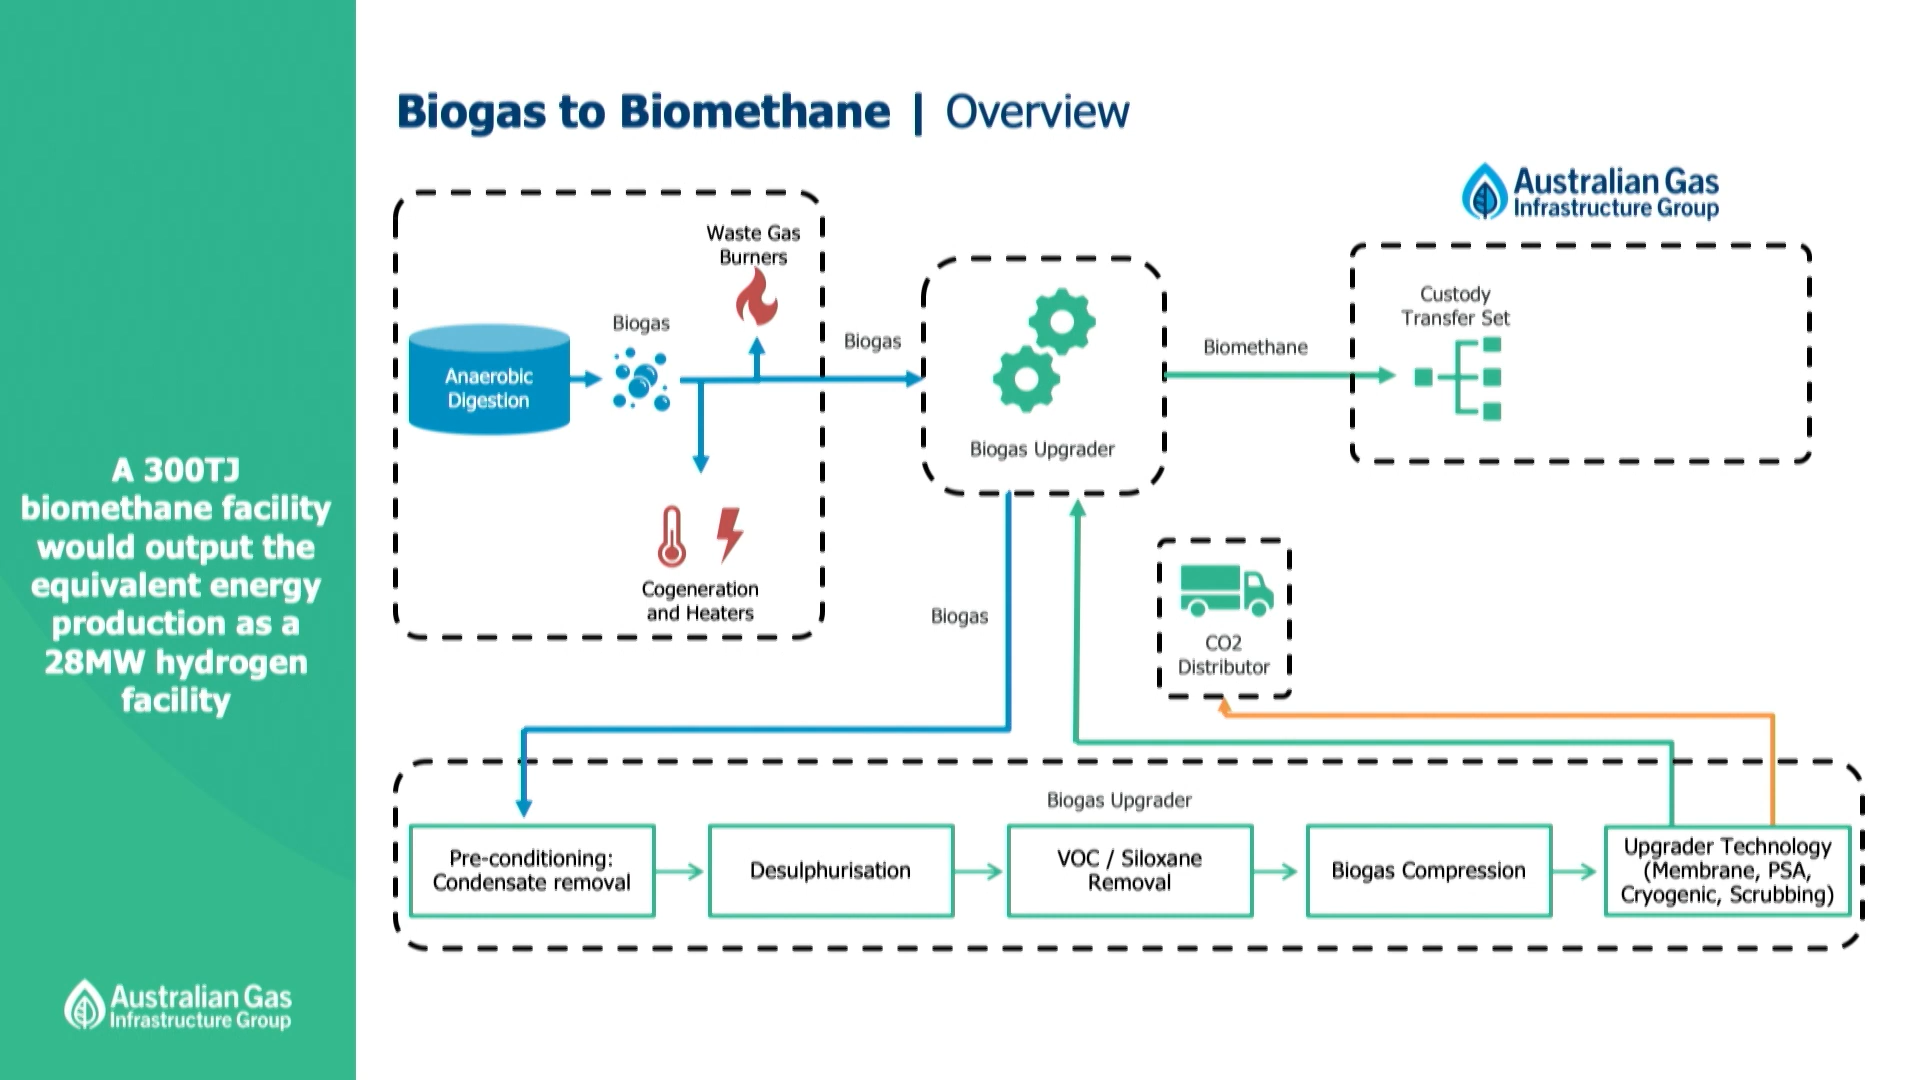 Biogas to Biomethane | Overview
A 300TJ
biomethane facility
would output the
equivalent energy
production as a
28MW hydrogen
facility
Australian Gas
Infrastructure Group
Australian Gas
Infrastructure Group
Waste Gas
Burners
Biogas
Anaerobic
Digestion
Cogeneration
and Heaters
Biogas
Biogas Upgrader
Biomethane
Custody
Transfer Set
Biogas
CO2
Distributor
Biogas Upgrader
Pre-conditioning:
Condensate removal
Desulphurisation
VOC / Siloxane
Removal
Biogas Compression
Upgrader Technology
(Membrane, PSA,
Cryogenic, Scrubbing)